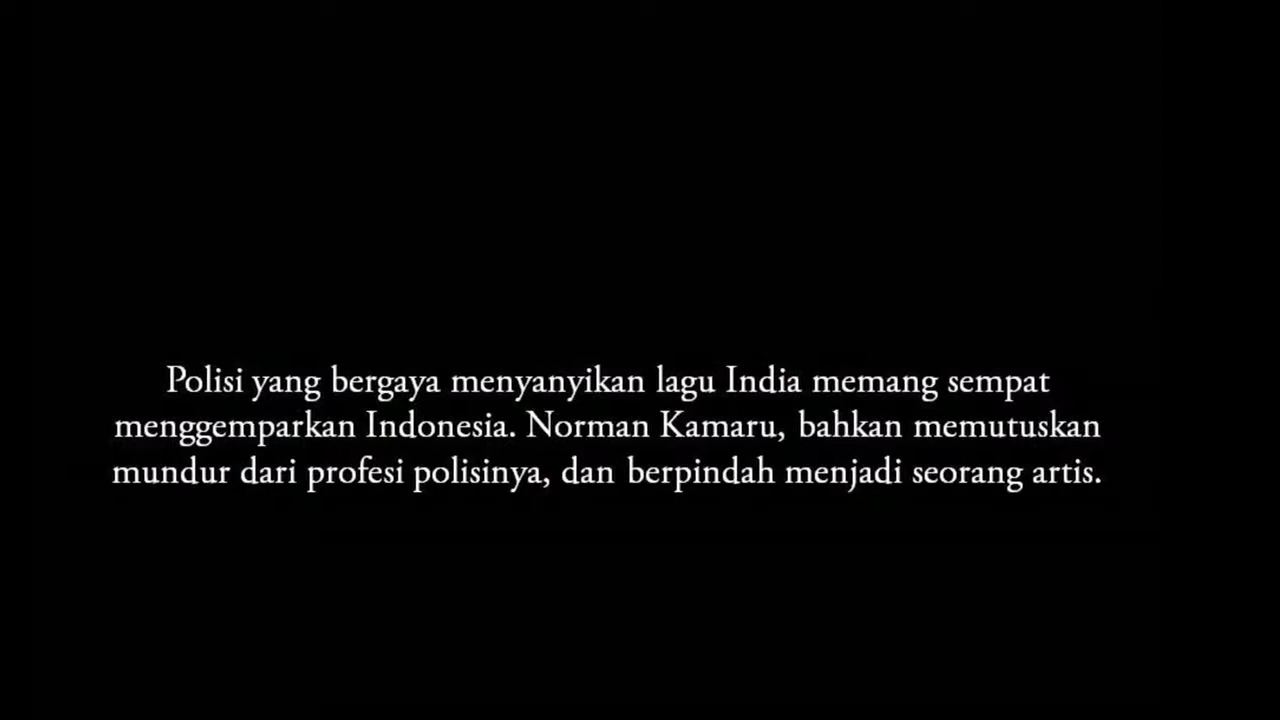 Polisi yang bergaya menyanyikan lagu India memang sempat
menggemparkan Indonesia. Norman Kamaru, bahkan memutuskan
mundur dari profesi polisinya, dan berpindah menjadi seorang artis.